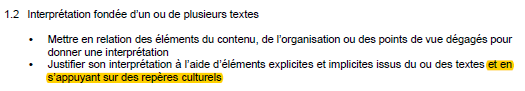 1.2 Interprétation fondée d'un ou de plusieurs textes
• Mettre en relation des éléments du contenu, de l'organisation ou des points de vue dégagés pour
donner une interprétation
• Justifier son interprétation à l'aide d'éléments explicites et implicites issus du ou des textes et en
s'appuyant sur des repères culturels